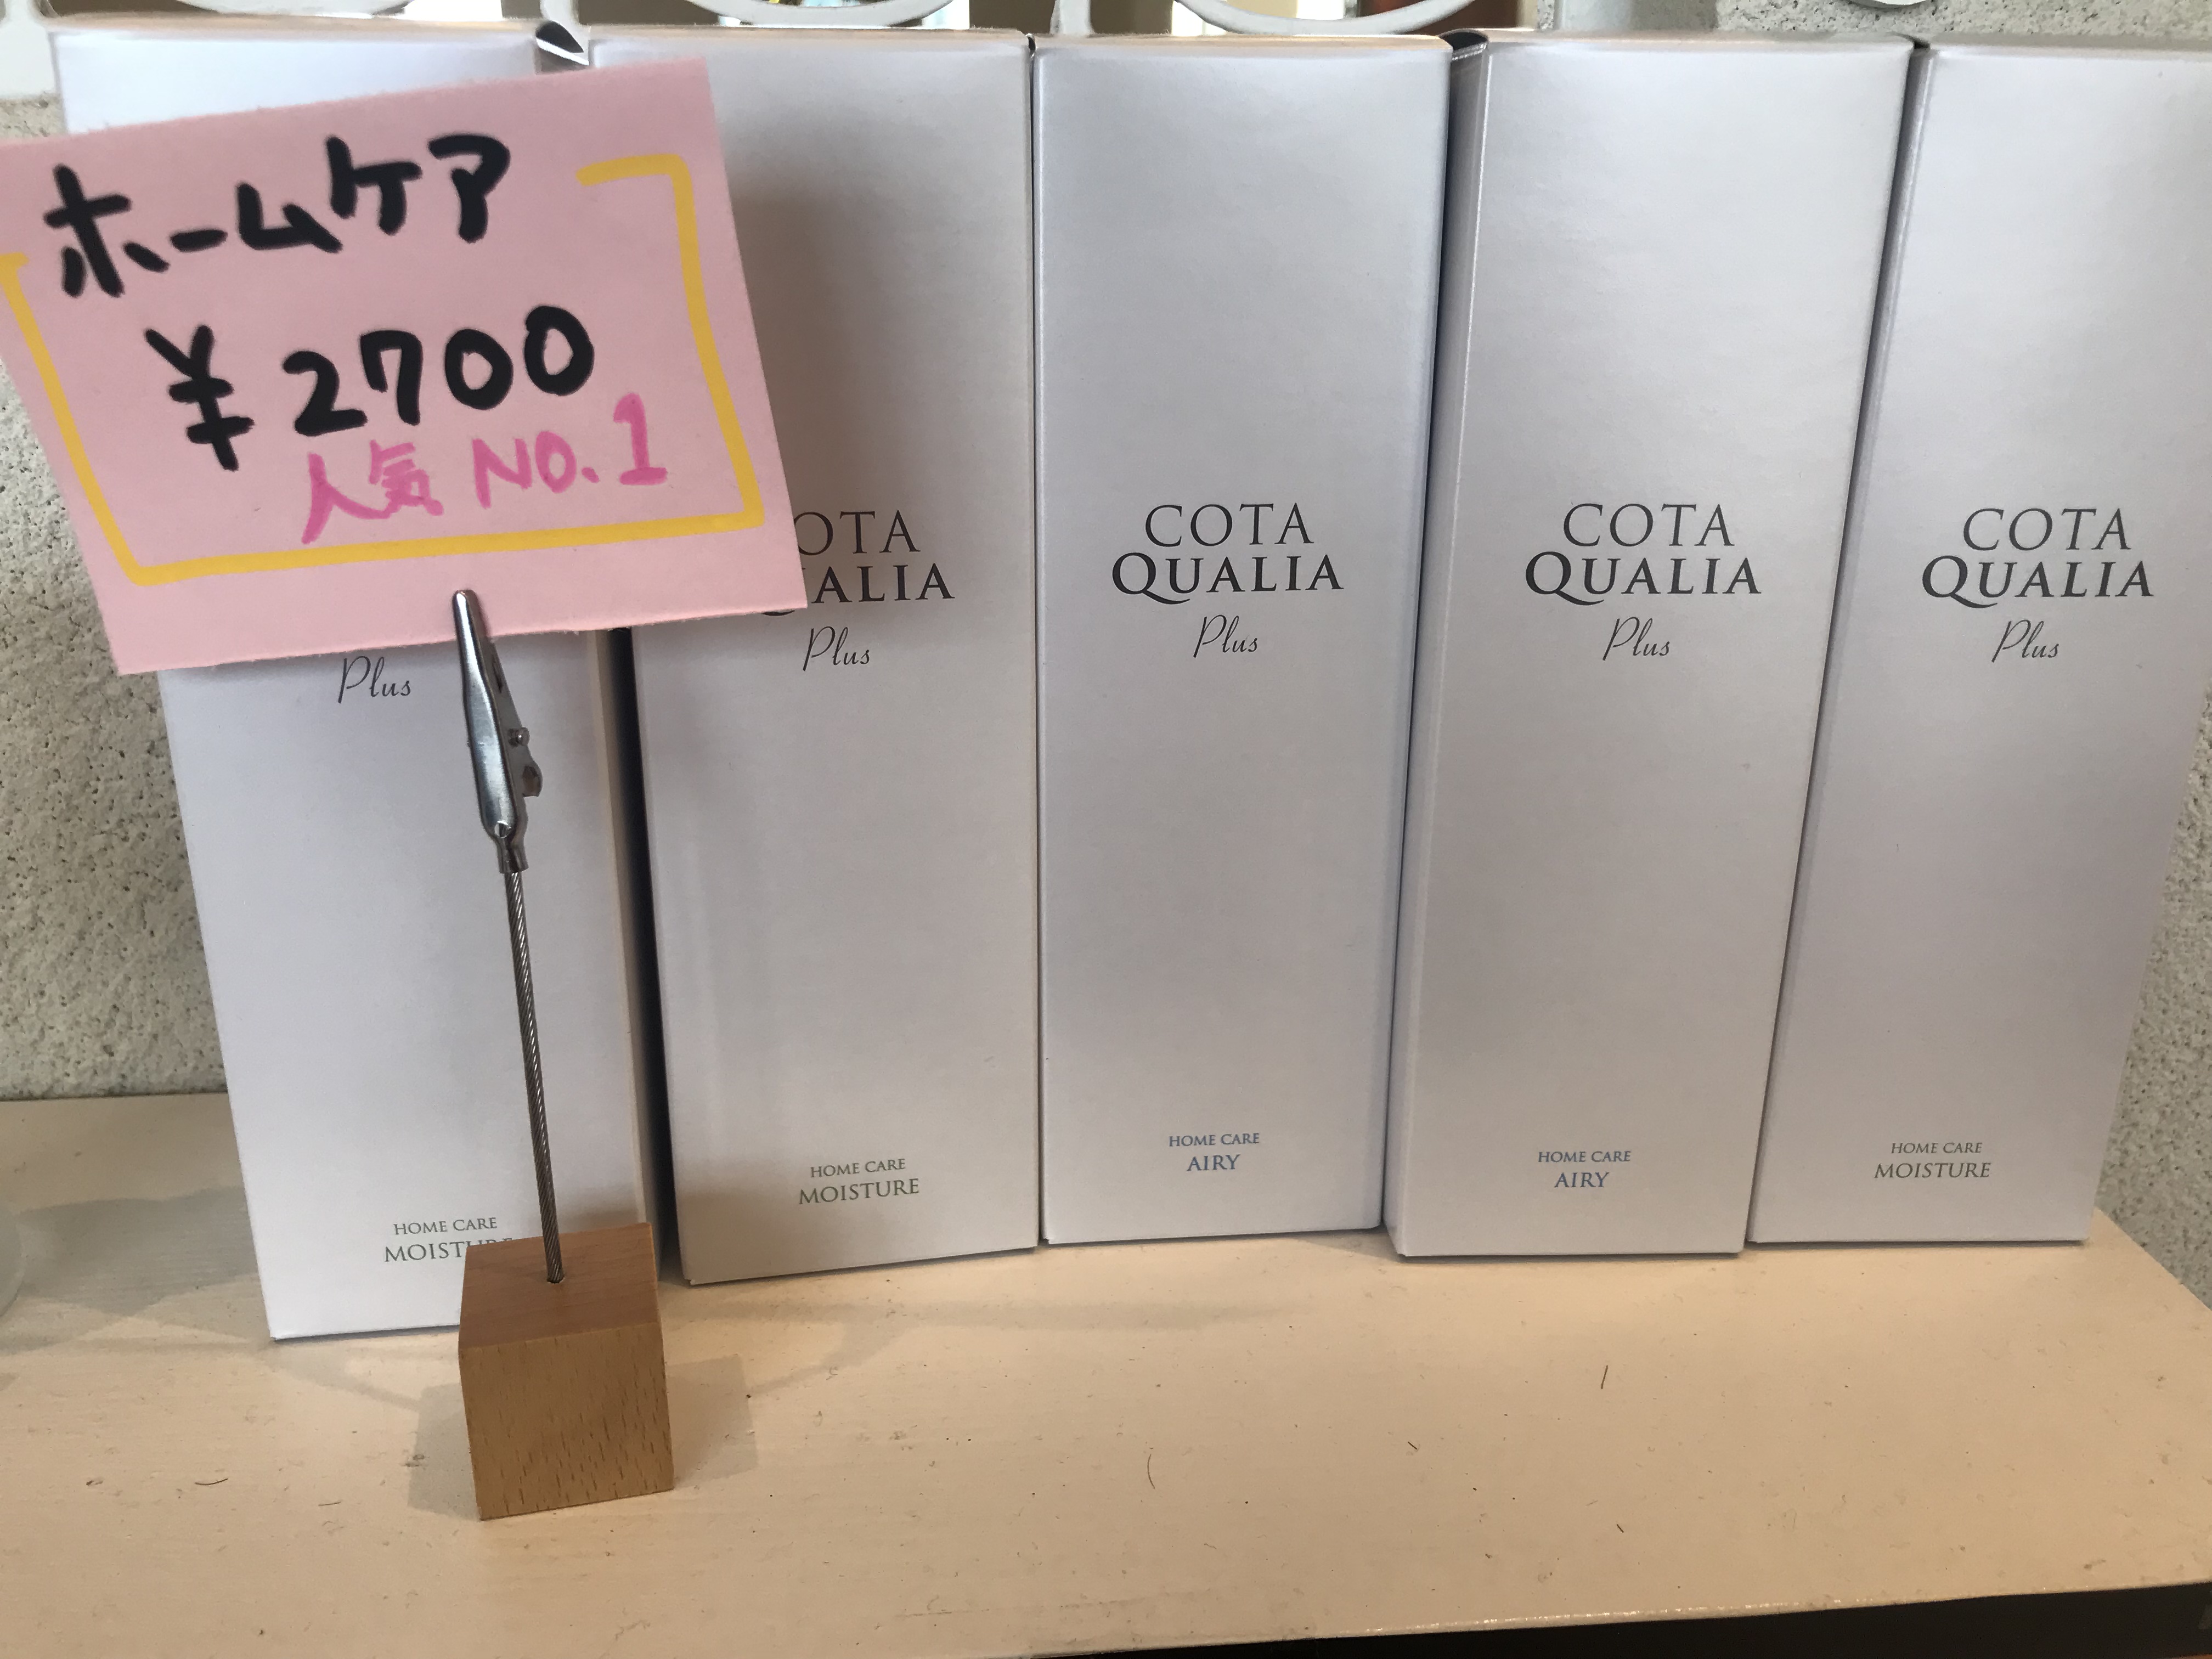 ホームケア
¥2700
人気 NO.1
Plus
HOME CARE
OTA
ALIA
Plus
HOME CARE
MOISTURE
COTA
QUALIA
Plus
HOME CARE
AIRY
COTA
QUALIA
Plus
HOME CARE
AIRY
COTA
QUALIA
Plus
HOME CARE
MOISTURE